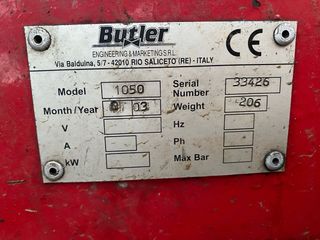 Butler
ENGINEERING & MARKETING S.R.L.
Via Balduina, 5/7 - 42010 RIO SALICETO (RE) - ITALY
CE
Model 1050 Serial Number 33426
Month/Year 03 Weight 206
V Hz
A Ph
kW Max Bar